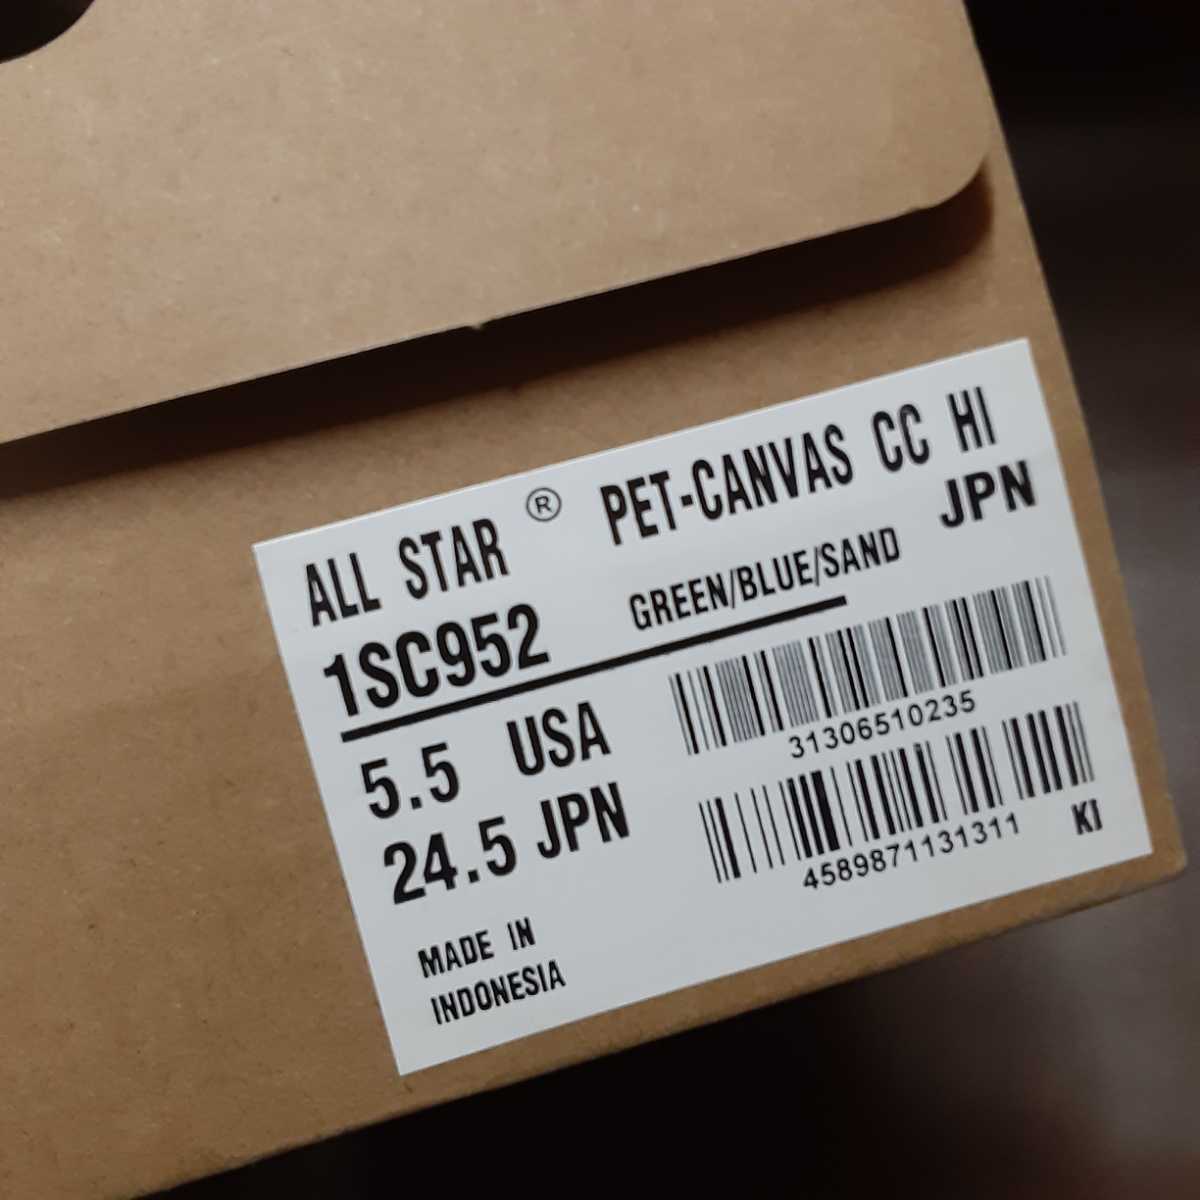 ALL STAR ® PET-CANVAS CC HI
1SC952 GREEN/BLUE/SAND JPN
5.5 USA
31306510235
24.5 JPN
4589871131311 KI
MADE IN
INDONESIA